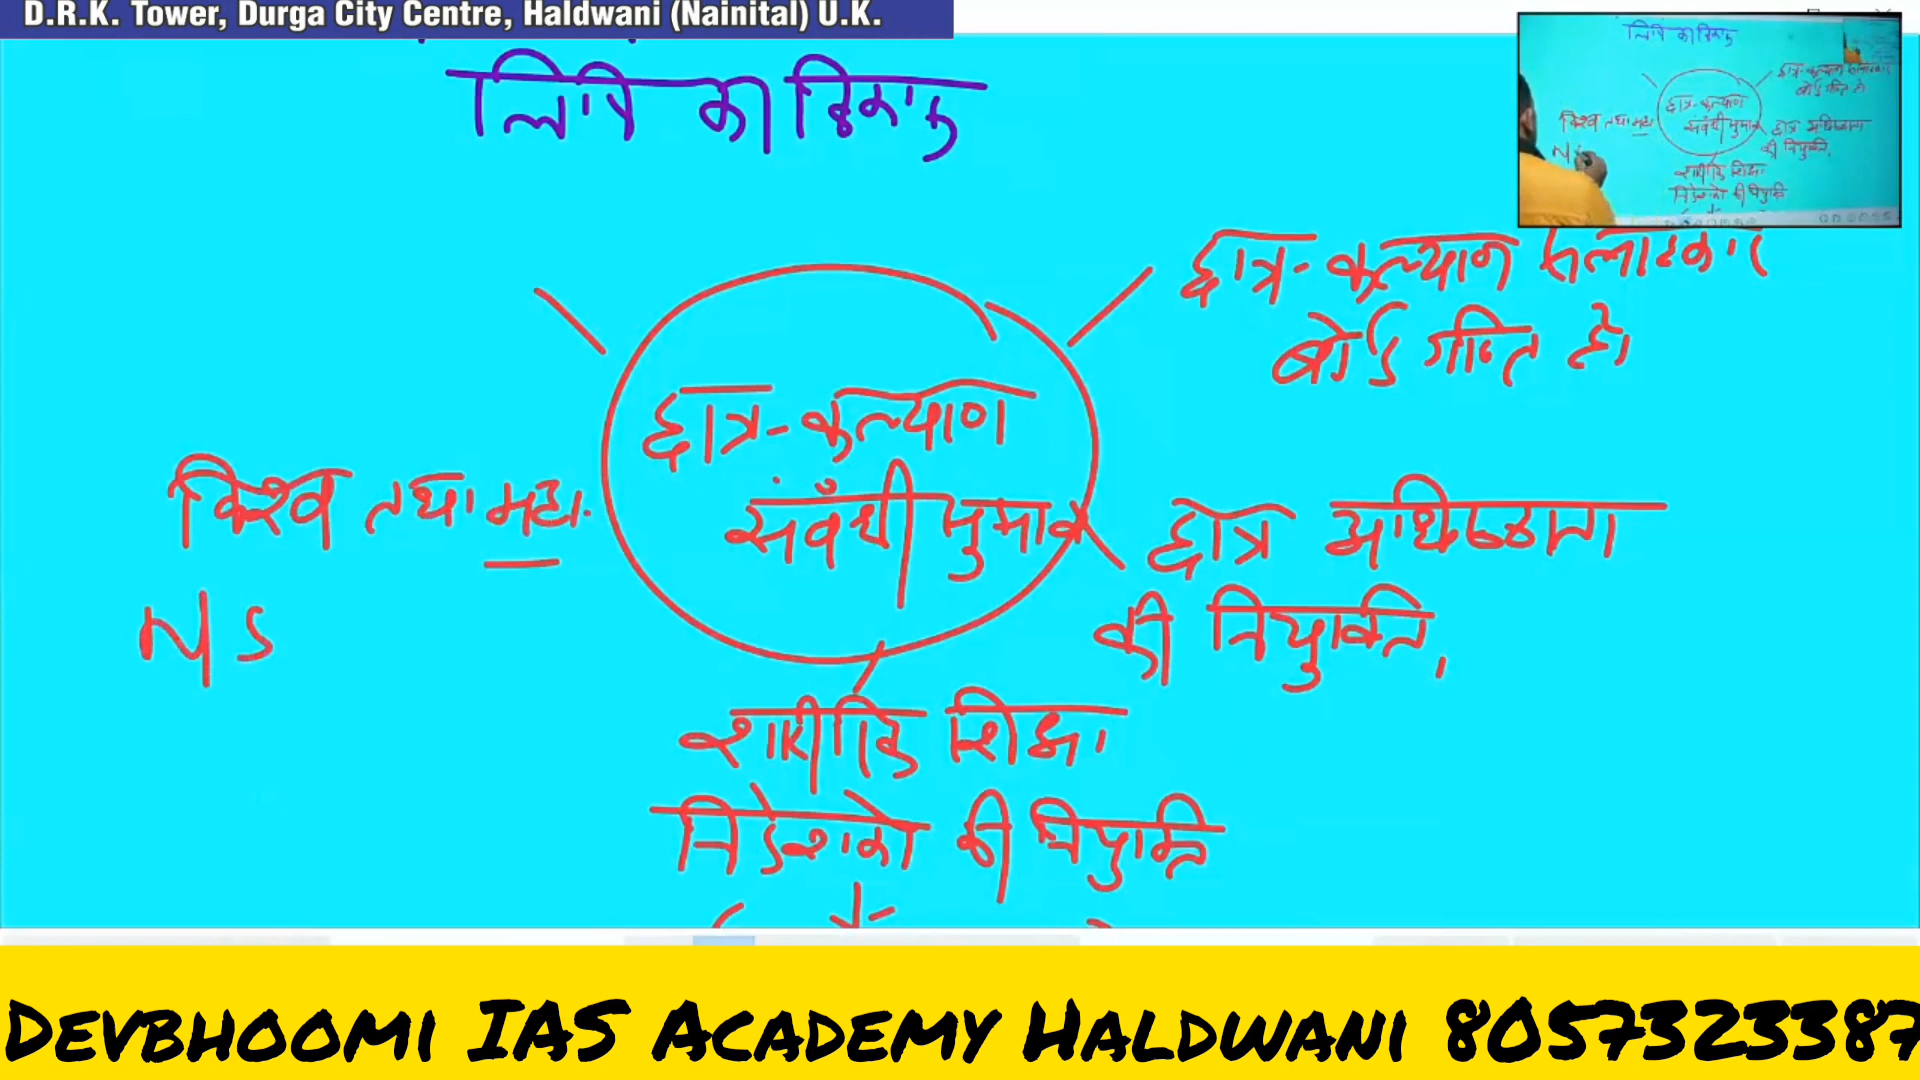 D.R.K. Tower, Durga City Centre, Haldwani (Nainital) U.K.
लिपि का विकास
छात्र-कल्याण सलाहकार
बोर्ड गठित हो
छात्र-कल्याण
संबंधी सुझाव
विश्व तथा महा.
NS
छात्र अधिष्ठाता
की नियुक्ति,
शारीरिक शिक्षा
निदेशको की नियुक्ति
DEVBHOOMI IAS ACADEMY HALDWANI 8057323387